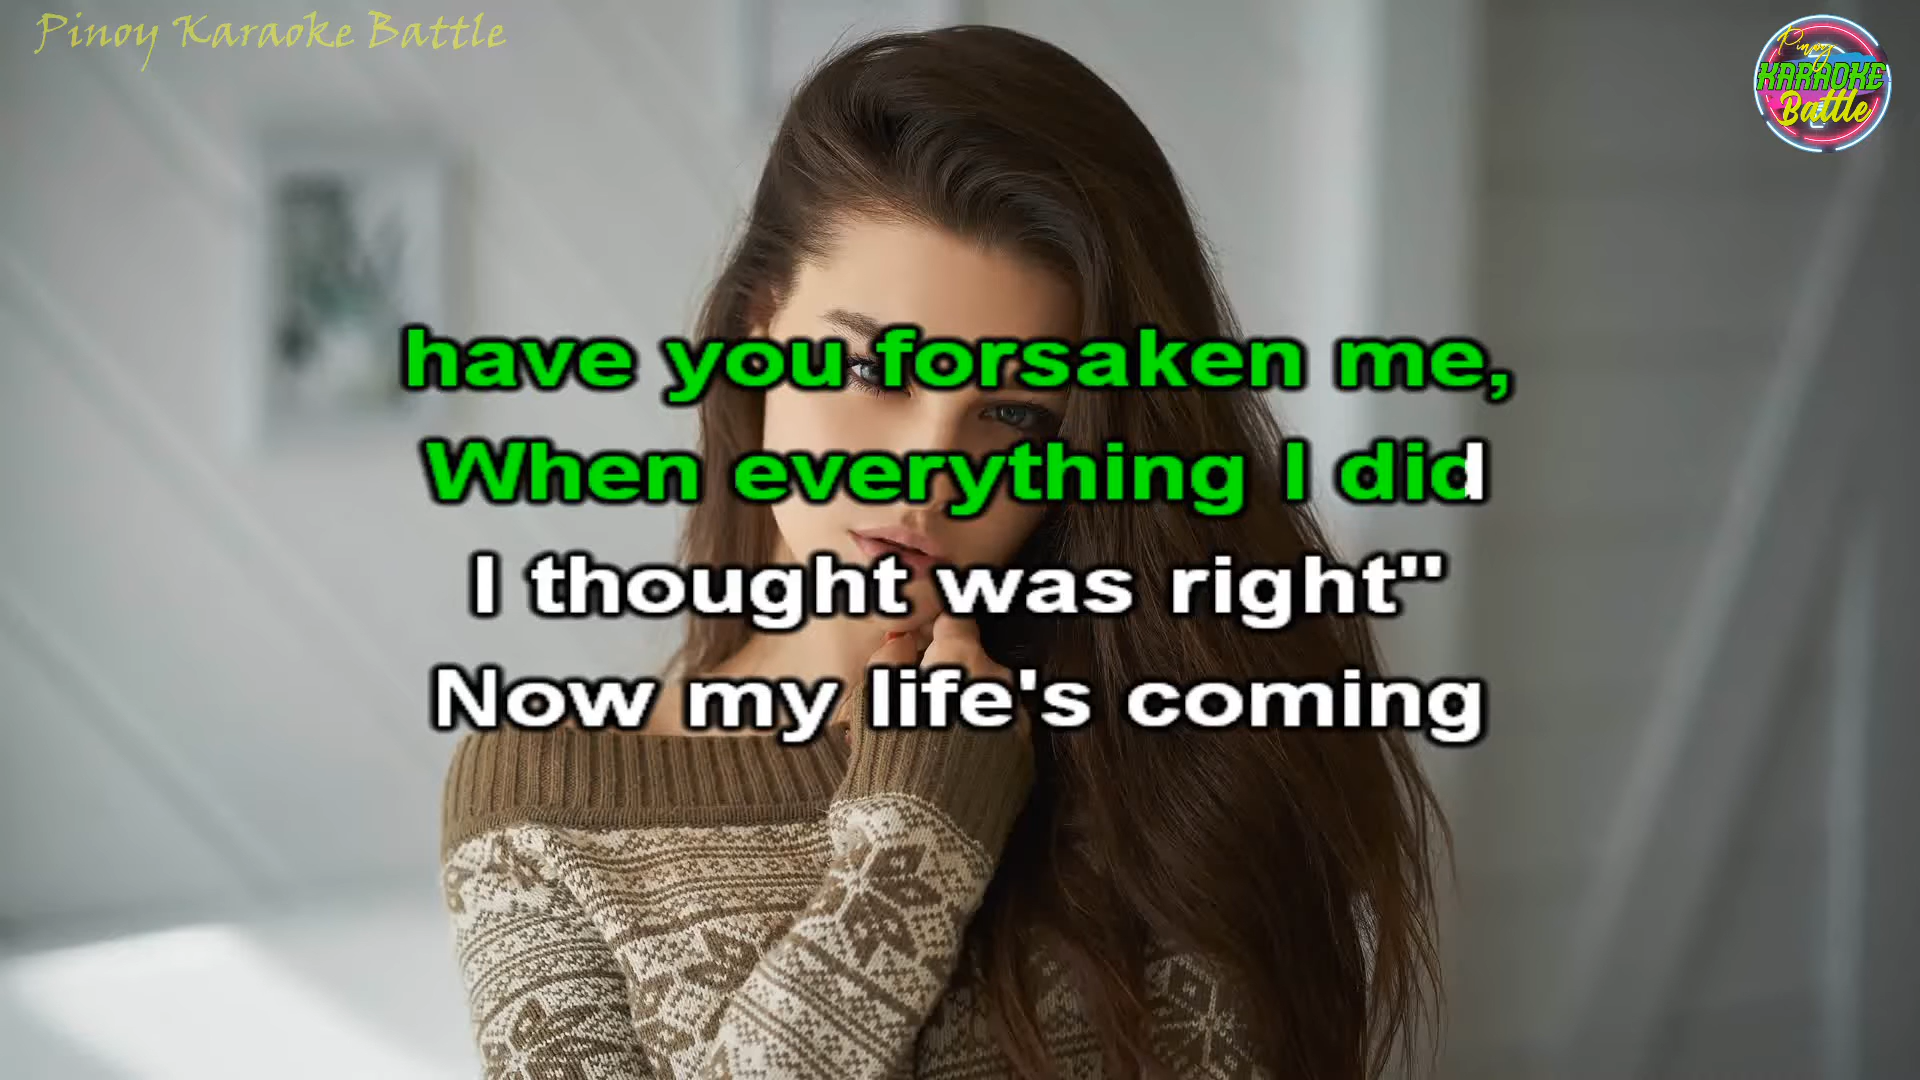 Pinoy Karaoke Battle
Pinoy
KARAOKE
Battle
have you forsaken me,
When everything I did
I thought was right"
Now my life's coming